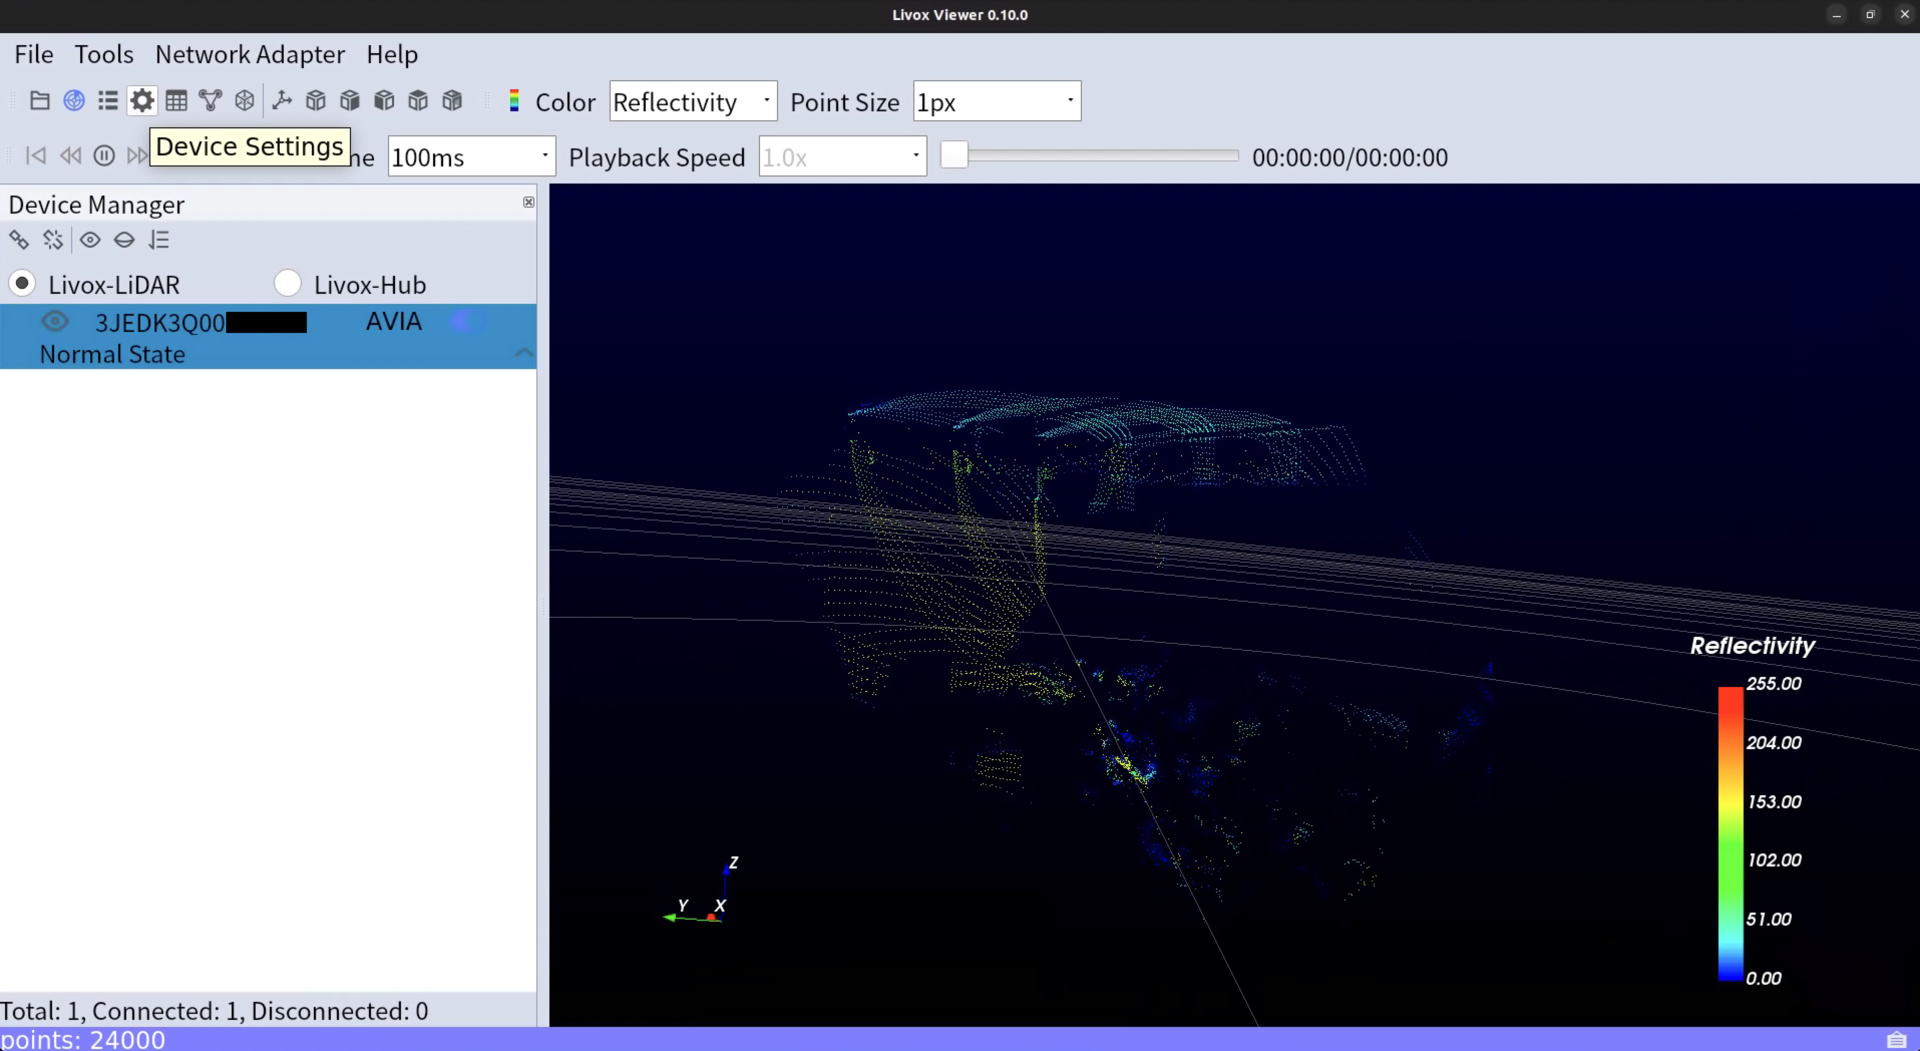 Livox Viewer 0.10.0
File Tools Network Adapter Help
Color Reflectivity Point Size 1px
Device Settings
100ms Playback Speed 1.0x 00:00:00/00:00:00
Device Manager
Livox-LiDAR Livox-Hub
3JEDK3Q00 AVIA
Normal State
Reflectivity
255.00
204.00
153.00
102.00
51.00
0.00
Z
Y X
Total: 1, Connected: 1, Disconnected: 0
points: 24000